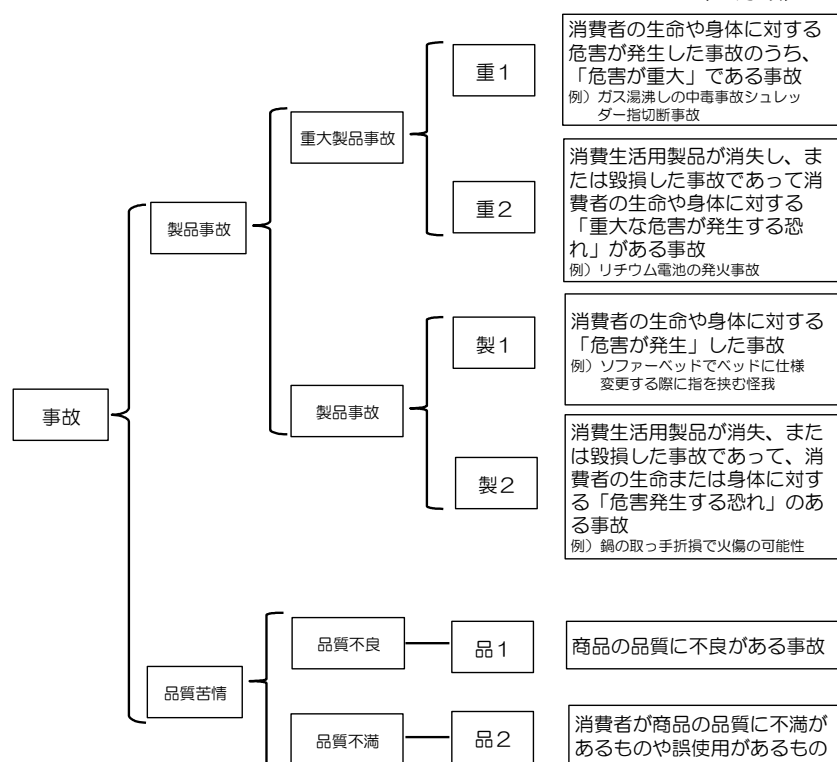 消費者の生命や身体に対する
危害が発生した事故のうち、
「危害が重大」である事故
例）ガス湯沸しの中毒事故シュレッ
ダー指切断事故
重１
重大製品事故
消費生活用製品が消失し、ま
たは毀損した事故であって消
費者の生命や身体に対する
「重大な危害が発生する恐
れ」がある事故
例）リチウム電池の発火事故
重２
製品事故
消費者の生命や身体に対する
「危害が発生」した事故
例）ソファーベッドでベッドに仕様
変更する際に指を挟む怪我
製１
製品事故
事故
消費生活用製品が消失、また
は毀損した事故であって、消
費者の生命または身体に対す
る「危害発生する恐れ」のあ
る事故
例）鍋の取っ手折損で火傷の可能性
製２
品質不良
品１
商品の品質に不良がある事故
品質苦情
品質不満
品２
消費者が商品の品質に不満が
あるものや誤使用があるもの